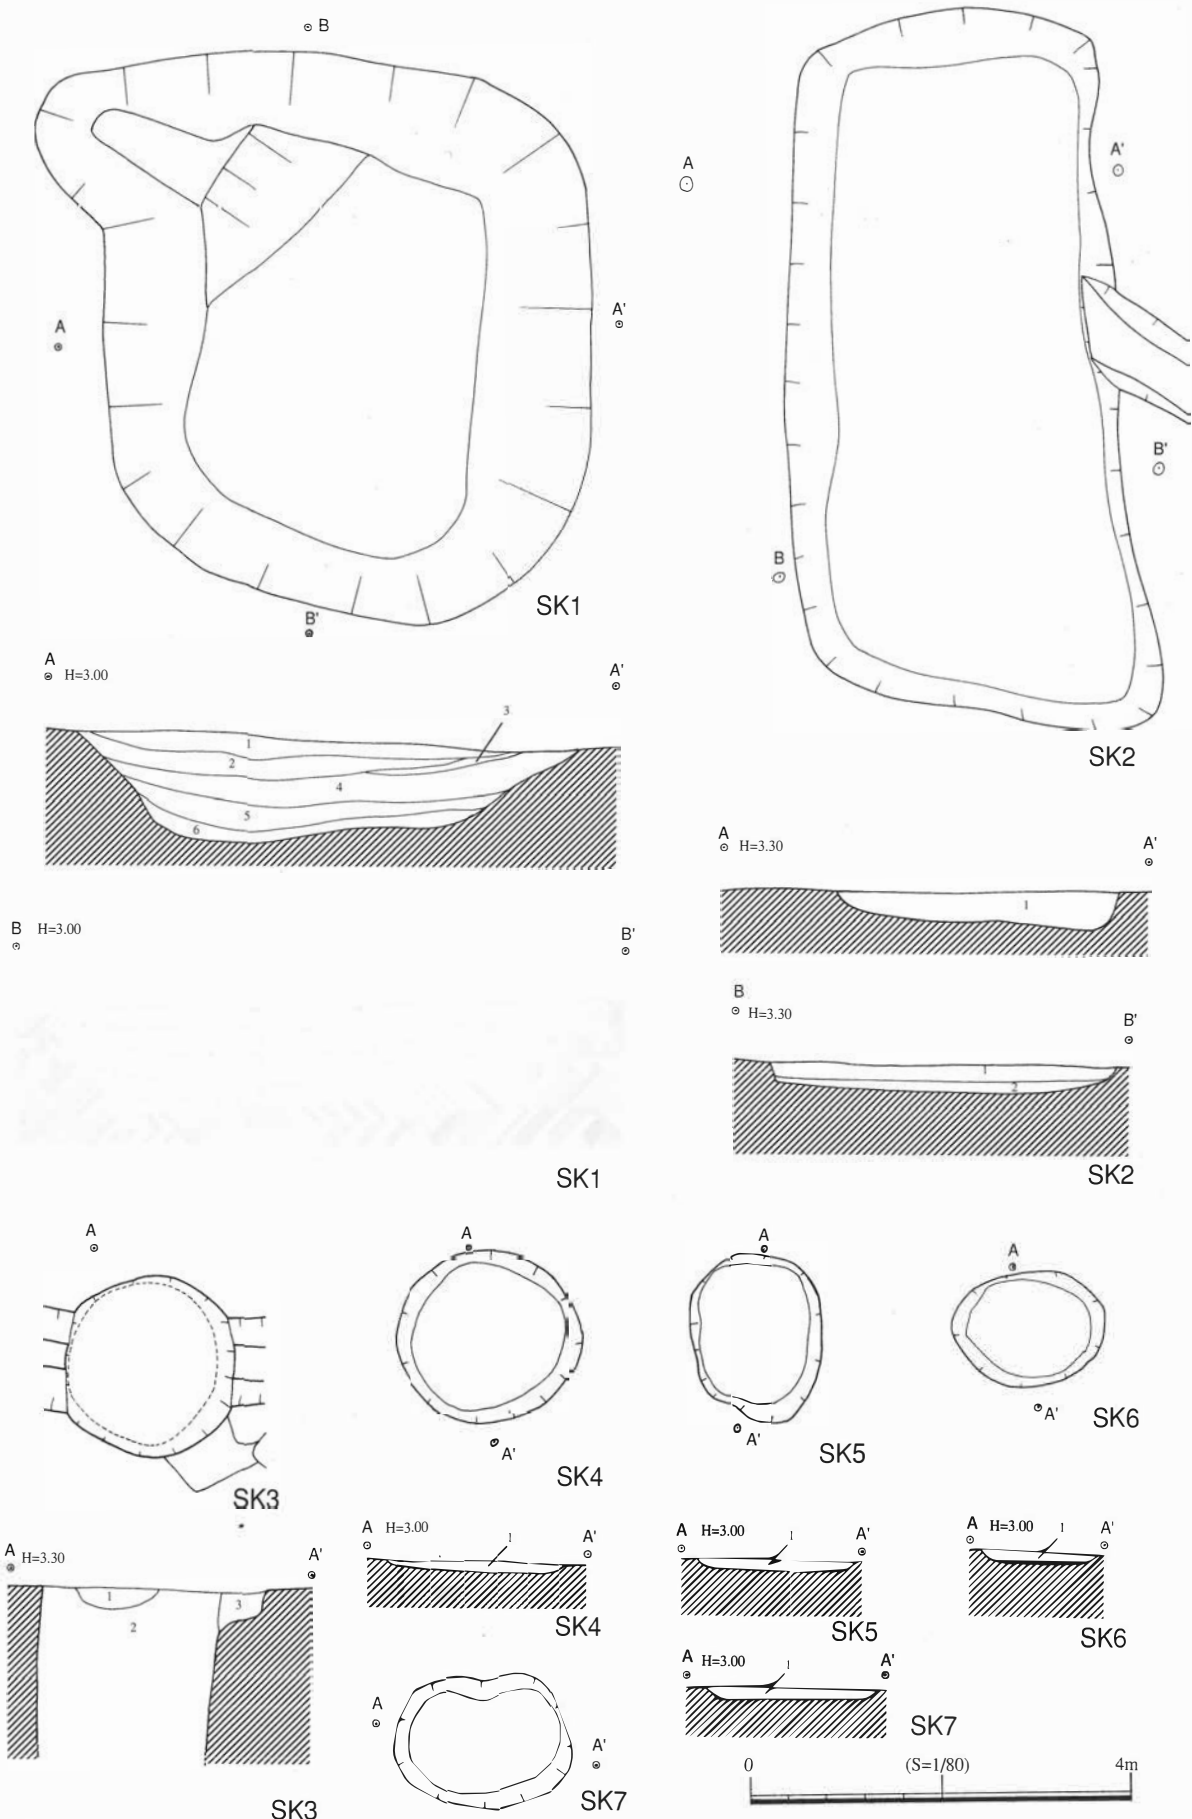 B
A
A'
B'
SK1
A
A'
B
B'
SK2
A
H=3.00
A'
1
2
3
4
5
6
B
H=3.00
B'
SK1
A
H=3.30
A'
1
B
H=3.30
B'
1
2
SK2
A
SK3
A
A'
SK4
A
A'
SK5
A
A'
SK6
A
H=3.30
A'
1
2
3
SK3
A
H=3.00
A'
1
SK4
A
H=3.00
A'
1
SK5
A
H=3.00
A'
1
SK6
A
A'
SK7
A
H=3.00
A'
1
SK7
0 (S=1/80) 4m